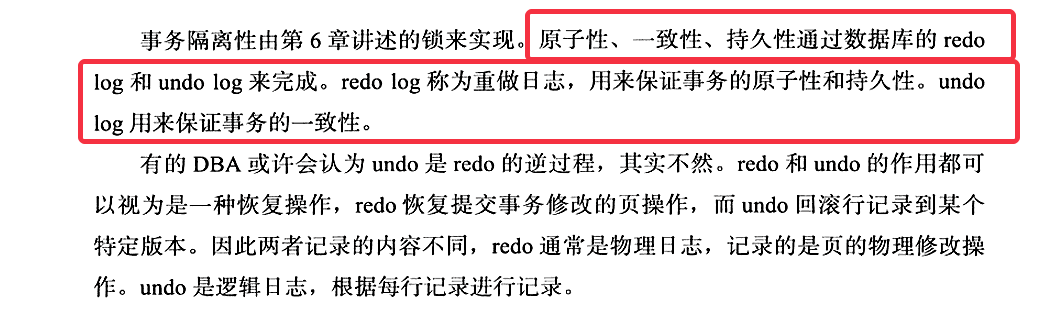 事务隔离性由第 6 章讲述的锁来实现。原子性、一致性、持久性通过数据库的 redo
log 和 undo log 来完成。redo log 称为重做日志，用来保证事务的原子性和持久性。undo
log 用来保证事务的一致性。
有的 DBA 或许会认为 undo 是 redo 的逆过程，其实不然。redo 和 undo 的作用都可
以视为是一种恢复操作，redo 恢复提交事务修改的页操作，而 undo 回滚行记录到某个
特定版本。因此两者记录的内容不同，redo 通常是物理日志，记录的是页的物理修改操
作。undo 是逻辑日志，根据每行记录进行记录。